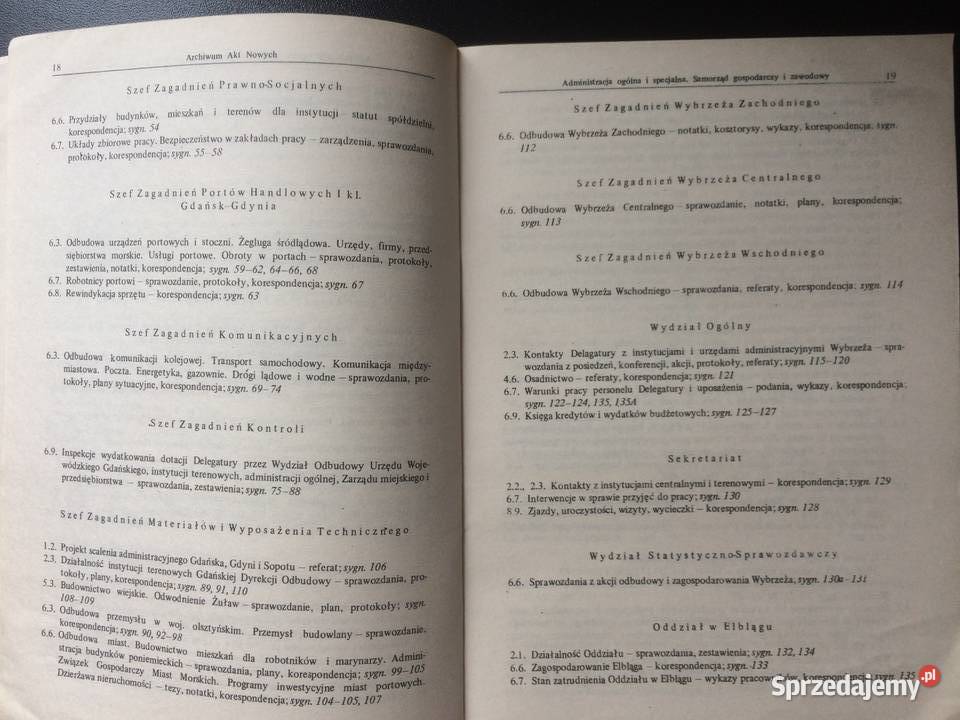 18
Archiwum Akt Nowych
Szef Zagadnień Prawno-Socjalnych
6.6. Przydziały budynków, mieszkań i terenów dla instytucji – statut spółdzielni,
korespondencja; sygn. 54
6.7. Układy zbiorowe pracy. Bezpieczeństwo w zakładach pracy – zarządzenia, sprawozdania,
protokoły, korespondencja; sygn. 55–58
Szef Zagadnień Portów Handlowych I kl.
Gdańsk–Gdynia
6.3. Odbudowa urządzeń portowych i stoczni. Żegluga śródlądowa. Urzędy, firmy, przed-
siębiorstwa morskie. Usługi portowe. Obroty w portach – sprawozdania, protokoły,
zestawienia, notatki, korespondencja; sygn. 59–62, 64–66, 68
6.7. Robotnicy portowi – sprawozdanie, protokoły, korespondencja; sygn. 67
6.8. Rewindykacja sprzętu – korespondencja; sygn. 63
Szef Zagadnień Komunikacyjnych
6.3. Odbudowa komunikacji kolejowej. Transport samochodowy. Komunikacja między-
miastowa. Poczta. Energetyka, gazownie. Drogi lądowe i wodne – sprawozdania, pro-
tokoły, plany sytuacyjne, korespondencja; sygn. 69–74
Szef Zagadnień Kontroli
6.9. Inspekcje wydatkowania dotacji Delegatury przez Wydział Odbudowy Urzędu Woje-
wódzkiego Gdańskiego, instytucji terenowych, administracji ogólnej, Zarządu miejskiego i
przedsiębiorstwa – sprawozdania, zestawienia; sygn. 75–88
Szef Zagadnień Materiałów i Wyposażenia Technicznego
1.2. Projekt scalenia administracyjnego Gdańska, Gdyni i Sopotu – referat; sygn. 106
2.3. Działalność instytucji terenowych Gdańskiej Dyrekcji Odbudowy – sprawozdania, pro-
tokoły, plany, korespondencja; sygn. 89, 91, 110
5.3. Budownictwo wiejskie. Odwodnienie Żuław – sprawozdanie, plan, protokoły; sygn.
108–109
6.3. Odbudowa przemysłu w woj. olsztyńskim. Przemysł budowlany – sprawozdanie,
korespondencja; sygn. 90, 92–98
6.6. Odbudowa miast. Budownictwo mieszkań dla robotników i marynarzy. Admini-
stracja budynków poniemieckich – sprawozdania, plany, korespondencja; sygn. 99–105
Związek Gospodarczy Miast Morskich. Programy inwestycyjne miast portowych.
Dzierżawa nieruchomości – tezy, notatki, korespondencja; sygn. 104–105, 107
Administracja ogólna i specjalna. Samorząd gospodarczy i zawodowy
19
Szef Zagadnień Wybrzeża Zachodniego
6.6. Odbudowa Wybrzeża Zachodniego – notatki, kosztorysy, wykazy, korespondencja, sygn.
112
Szef Zagadnień Wybrzeża Centralnego
6.6. Odbudowa Wybrzeża Centralnego – sprawozdanie, notatki, plany, korespondencja;
sygn. 113
Szef Zagadnień Wybrzeża Wschodniego
6.6. Odbudowa Wybrzeża Wschodniego – sprawozdania, referaty, korespondencja; sygn. 114
Wydział Ogólny
2.3. Kontakty Delegatury z instytucjami i urzędami administracyjnymi Wybrzeża – spra-
wozdania z posiedzeń, konferencji, akcji, protokoły, referaty, sygn. 115–120
4.6. Osadnictwo – referaty, korespondencja; sygn. 121
6.7. Warunki pracy personelu Delegatury i uposażenia – podania, wykazy, korespondencja;
sygn. 122–124, 135, 135A
6.9. Księga kredytów i wydatków budżetowych; sygn. 125–127
Sekretariat
2.2., 2.3. Kontakty z instytucjami centralnymi i terenowymi – korespondencja; sygn. 129
6.7. Interwencje w sprawie przyjęć do pracy; sygn. 130
8.9. Zjazdy, uroczystości, wizyty, wycieczki – korespondencja; sygn. 128
Wydział Statystyczno-Sprawozdawczy
6.6. Sprawozdania z akcji odbudowy i zagospodarowania Wybrzeża, sygn. 130a–131
Oddział w Elblągu
2.1. Działalność Oddziału – sprawozdania, zestawienia; sygn. 132, 134
6.6. Zagospodarowanie Elbląga – korespondencja; sygn. 133
6.7. Stan zatrudnienia Oddziału w Elblągu – wykazy pracowników, korespondencja; sygn. 135
Sprzedajemy.pl